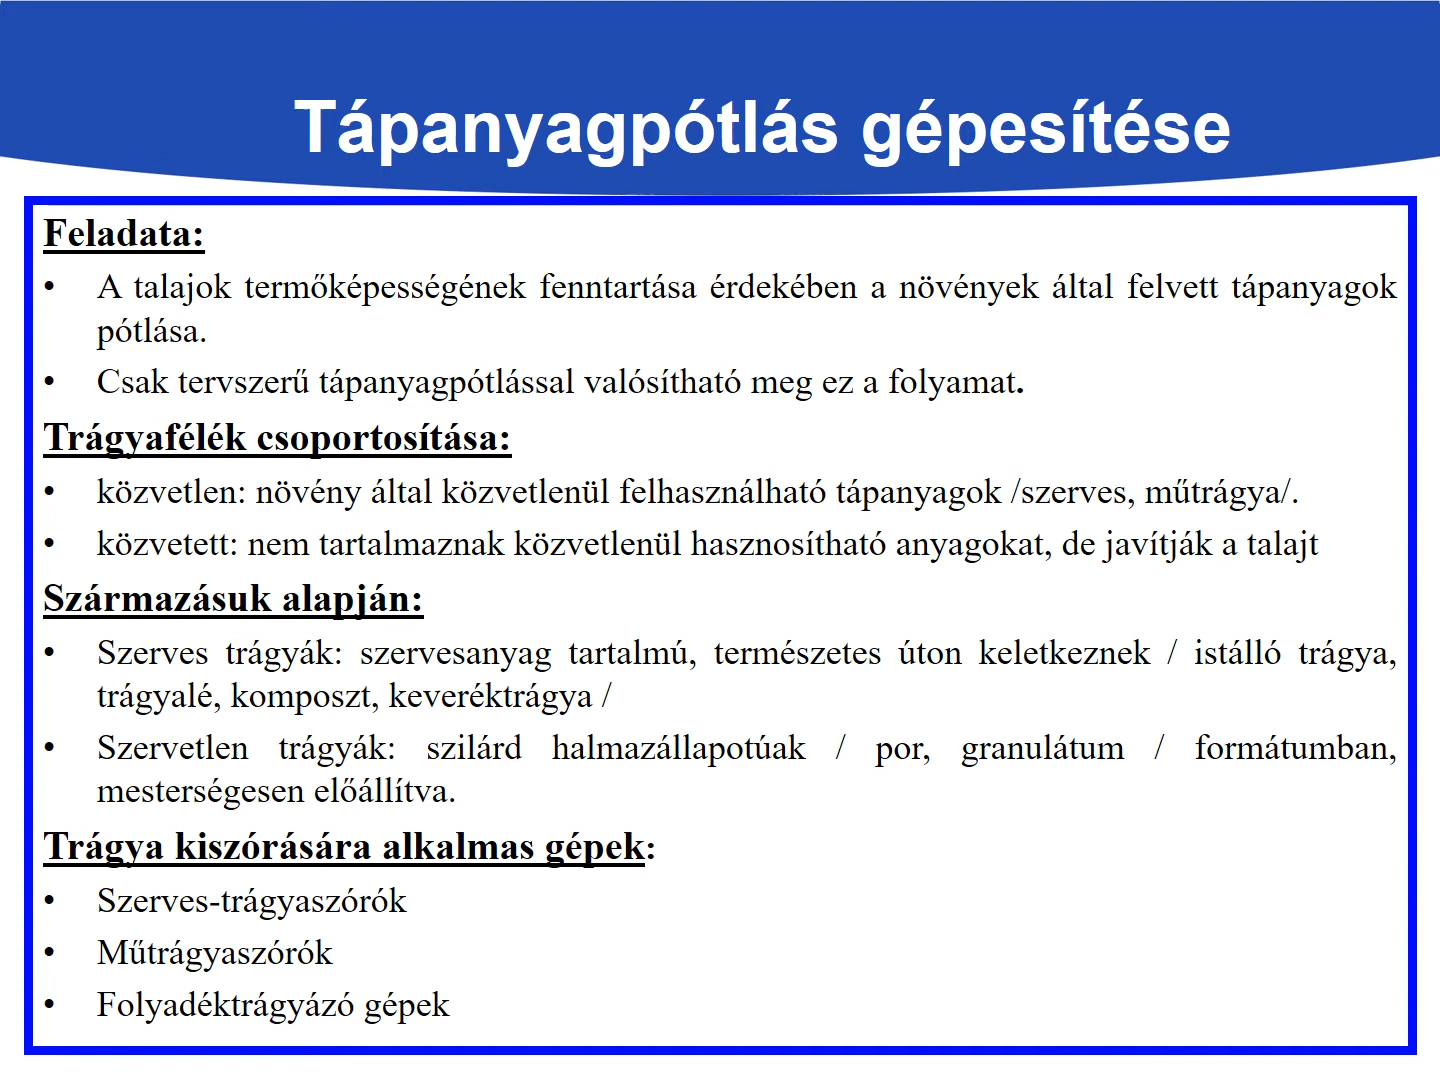 Tápanyagpótlás gépesítése
Feladata:
• A talajok termőképességének fenntartása érdekében a növények által felvett tápanyagok
pótlása.
• Csak tervszerű tápanyagpótlással valósítható meg ez a folyamat.
Trágyafélék csoportosítása:
• közvetlen: növény által közvetlenül felhasználható tápanyagok /szerves, műtrágya/.
• közvetett: nem tartalmaznak közvetlenül hasznosítható anyagokat, de javítják a talajt
Származásuk alapján:
• Szerves trágyák: szervesanyag tartalmú, természetes úton keletkeznek / istálló trágya,
trágyalé, komposzt, keveréktrágya /
• Szervetlen trágyák: szilárd halmazállapotúak / por, granulátum / formátumban,
mesterségesen előállítva.
Trágya kiszórására alkalmas gépek:
• Szerves-trágyaszórók
• Műtrágyaszórók
• Folyadéktrágyázó gépek